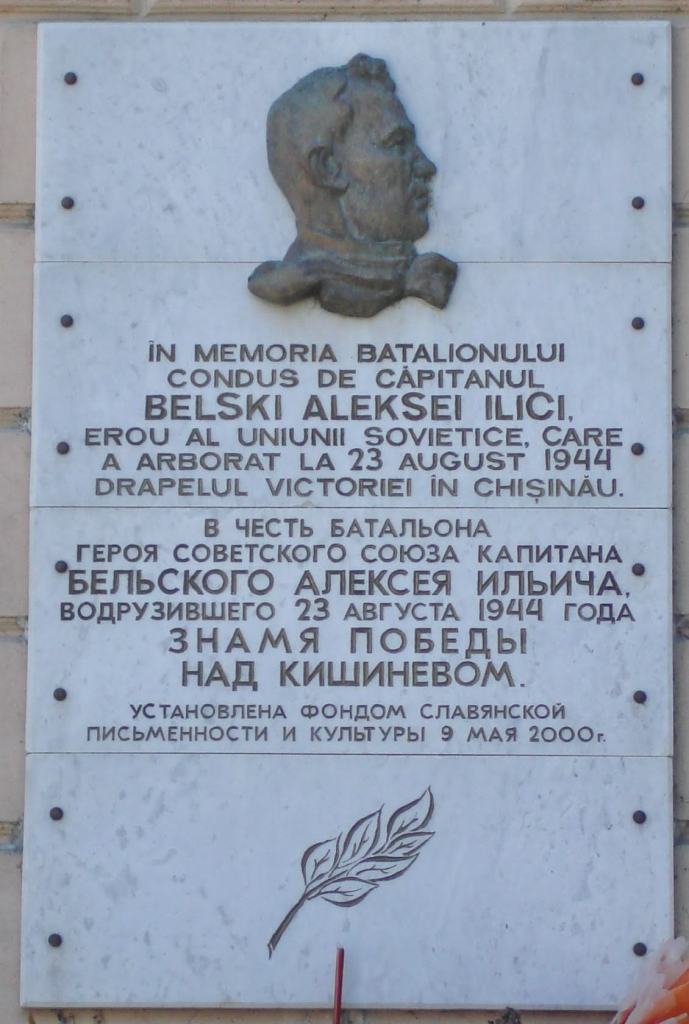 ÎN MEMORIA BATALIONULUI
CONDUS DE CĂPITANUL
BELSKI ALEKSEI ILICI,
EROU AL UNIUNII SOVIETICE, CARE
A ARBORAT LA 23 AUGUST 1944
DRAPELUL VICTORIEI ÎN CHIȘINĂU.
В ЧЕСТЬ БАТАЛЬОНА
ГЕРОЯ СОВЕТСКОГО СОЮЗА КАПИТАНА
БЕЛЬСКОГО АЛЕКСЕЯ ИЛЬИЧА,
ВОДРУЗИВШЕГО 23 АВГУСТА 1944 ГОДА
ЗНАМЯ ПОБЕДЫ
НАД КИШИНЕВОМ.
УСТАНОВЛЕНА ФОНДОМ СЛАВЯНСКОЙ
ПИСЬМЕННОСТИ И КУЛЬТУРЫ 9 МАЯ 2000г.